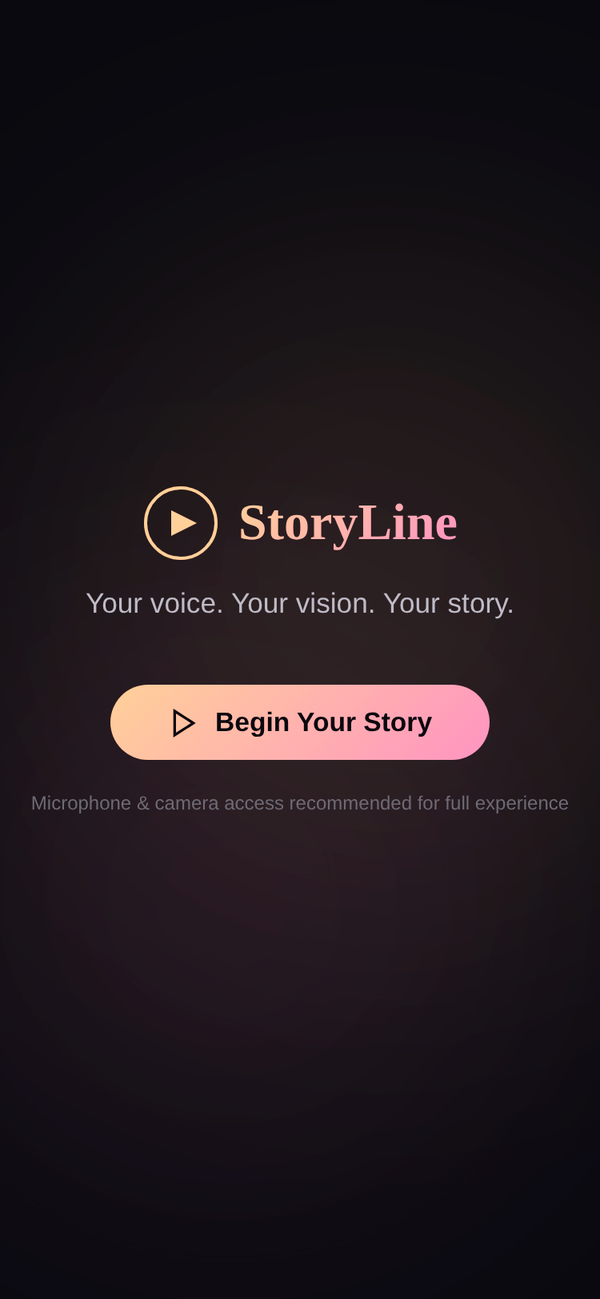 StoryLine
Your voice. Your vision. Your story.
Begin Your Story
Microphone & camera access recommended for full experience